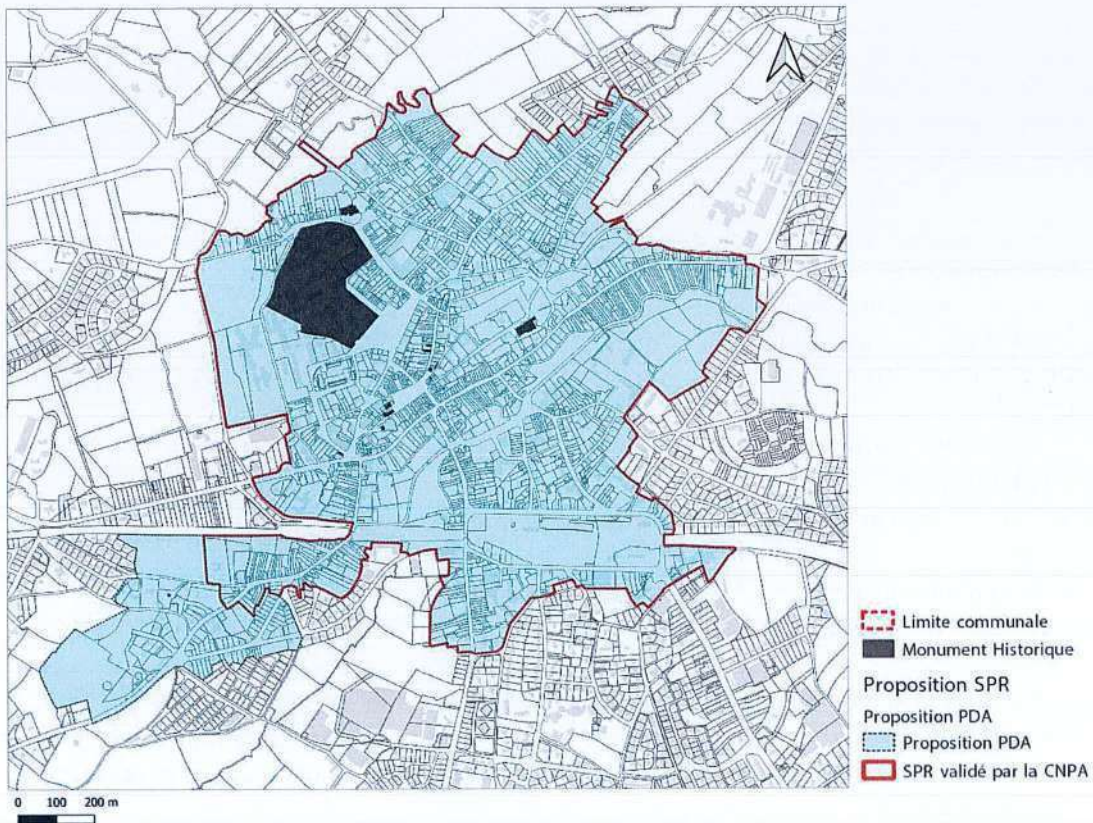 Limite communale
Monument Historique
Proposition SPR
Proposition PDA
Proposition PDA
SPR validé par la CNPA
0 100 200 m